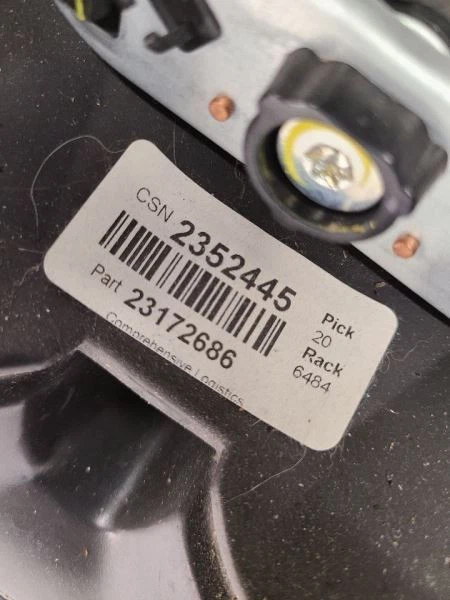 CSN 2352445
Part 23172686
Comprehensive Logistics
Pick
20
Rack
6484